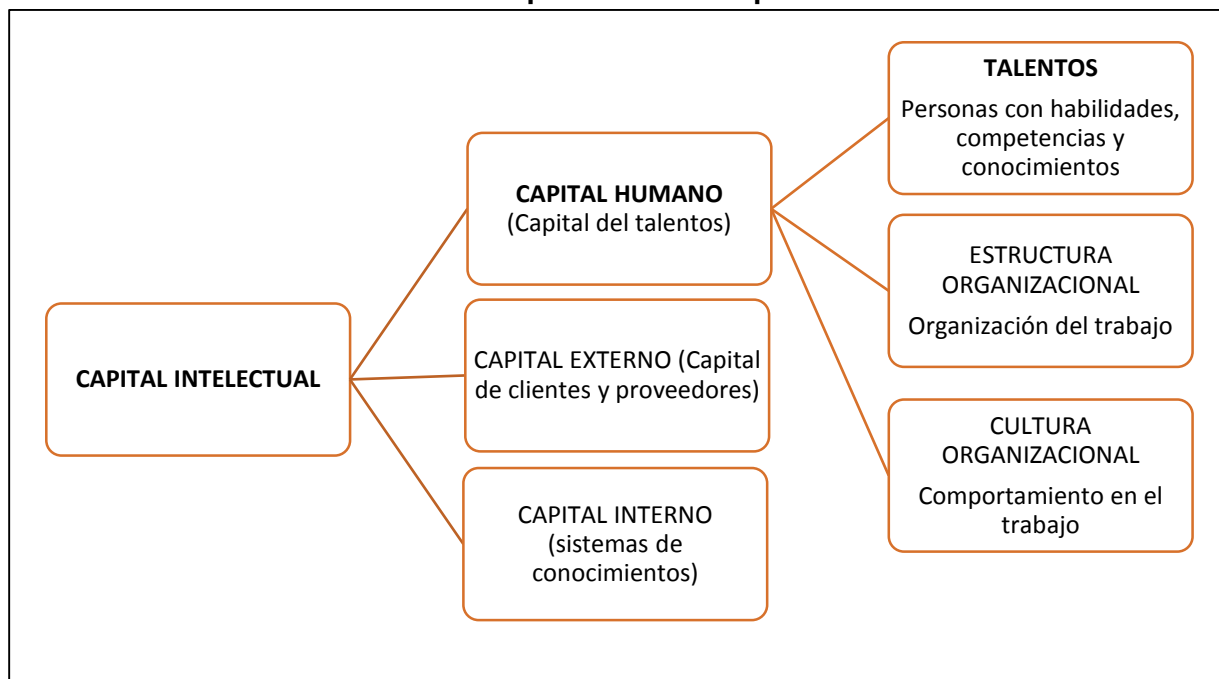 TALENTOS
Personas con habilidades,
competencias y
conocimientos
CAPITAL HUMANO
(Capital del talentos)
ESTRUCTURA
ORGANIZACIONAL
Organización del trabajo
CAPITAL INTELECTUAL
CAPITAL EXTERNO (Capital
de clientes y proveedores)
CULTURA
ORGANIZACIONAL
Comportamiento en el
trabajo
CAPITAL INTERNO
(sistemas de
conocimientos)